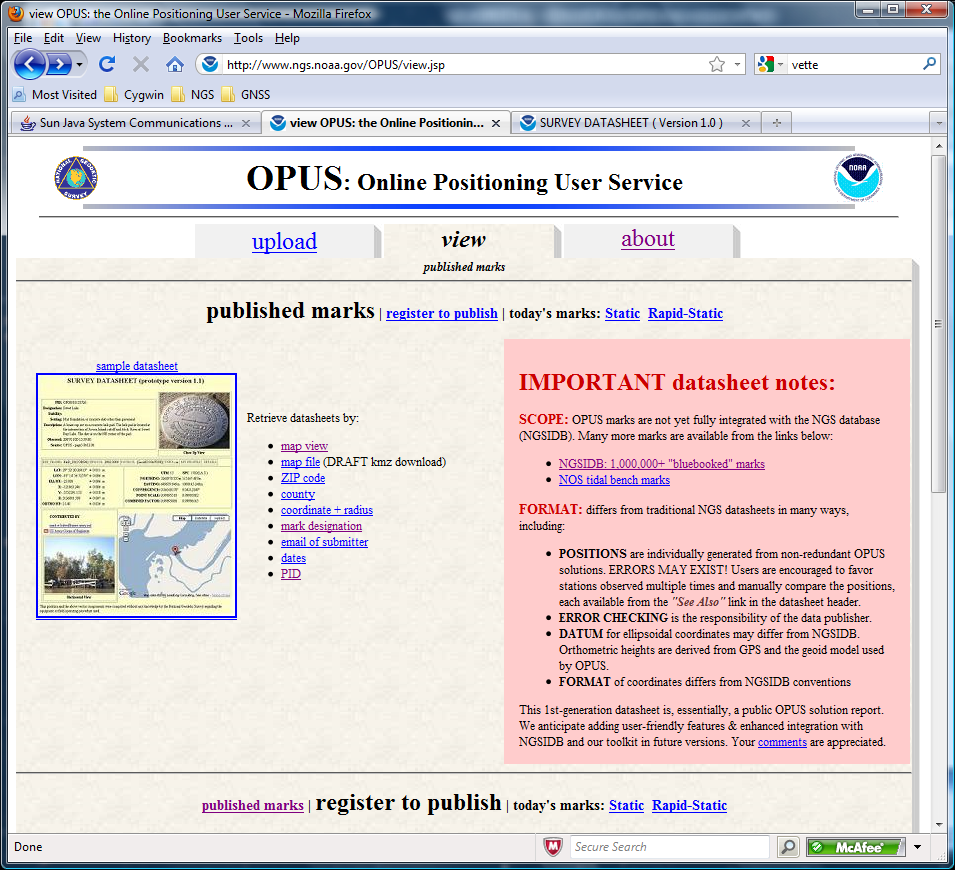 view OPUS: the Online Positioning User Service - Mozilla Firefox
File Edit View History Bookmarks Tools Help
http://www.ngs.noaa.gov/OPUS/view.jsp
vette
Most Visited Cygwin NGS GNSS
Sun Java System Communications ...
view OPUS: the Online Positionin...
SURVEY DATASHEET ( Version 1.0 )
OPUS: Online Positioning User Service
NOAA
upload
view
about
published marks
published marks | register to publish | today's marks: Static Rapid-Static
sample datasheet
SURVEY DATASHEET (prototype version 1.1)
Retrieve datasheets by:
map view
map file (DRAFT kmz download)
ZIP code
county
coordinate + radius
mark designation
email of submitter
dates
PID
IMPORTANT datasheet notes:
SCOPE: OPUS marks are not yet fully integrated with the NGS database
(NGSIDB). Many more marks are available from the links below:
NGSIDB: 1,000,000+ "bluebooked" marks
NOS tidal bench marks
FORMAT: differs from traditional NGS datasheets in many ways,
including:
POSITIONS are individually generated from non-redundant OPUS
solutions. ERRORS MAY EXIST! Users are encouraged to favor
stations observed multiple times and manually compare the positions,
each available from the "See Also" link in the datasheet header.
ERROR CHECKING is the responsibility of the data publisher.
DATUM for ellipsoidal coordinates may differ from NGSIDB.
Orthometric heights are derived from GPS and the geoid model used
by OPUS.
FORMAT of coordinates differs from NGSIDB conventions
This 1st-generation datasheet is, essentially, a public OPUS solution report.
We anticipate adding user-friendly features & enhanced integration with
NGSIDB and our toolkit in future versions. Your comments are appreciated.
published marks | register to publish | today's marks: Static Rapid-Static
Done
Secure Search
McAfee